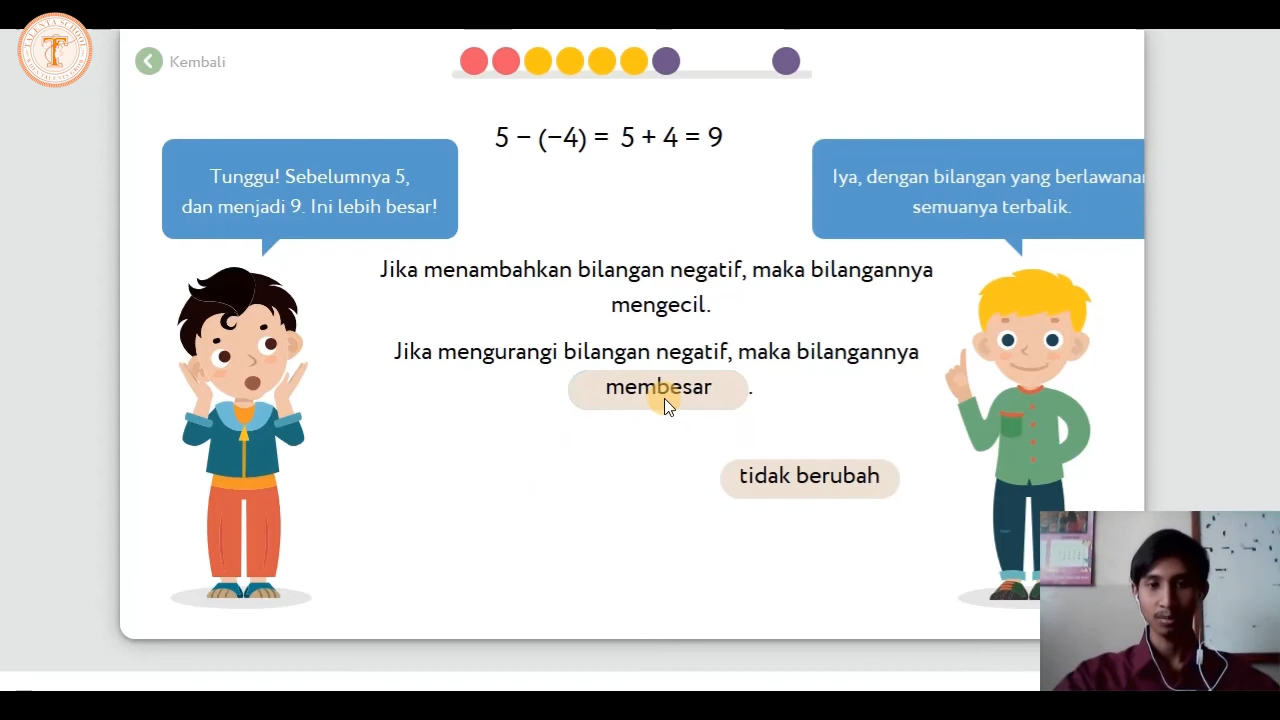 TALENTA SCHOOL
T
Kembali
5 − (−4) = 5 + 4 = 9
Tunggu! Sebelumnya 5,
dan menjadi 9. Ini lebih besar!
Iya, dengan bilangan yang berlawanan
semuanya terbalik.
Jika menambahkan bilangan negatif, maka bilangannya
mengecil.
Jika mengurangi bilangan negatif, maka bilangannya
membesar .
tidak berubah